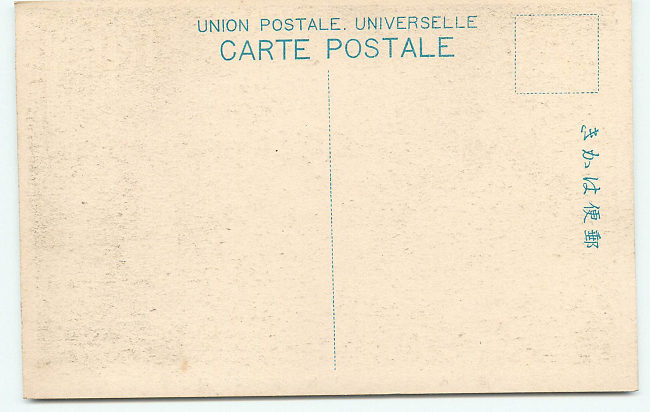 UNION POSTALE. UNIVERSELLE
CARTE POSTALE
きかは便郵